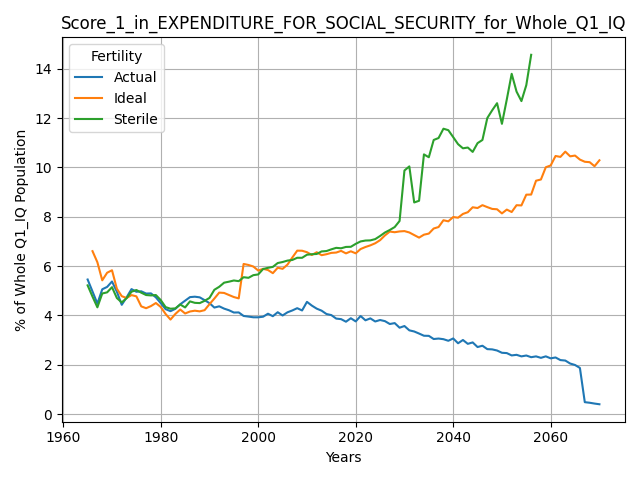 Score_1_in_EXPENDITURE_FOR_SOCIAL_SECURITY_for_Whole_Q1_IQ
Fertility
Actual
Ideal
Sterile
% of Whole Q1_IQ Population
14
12
10
8
6
4
2
0
1960
1980
2000
2020
2040
2060
Years